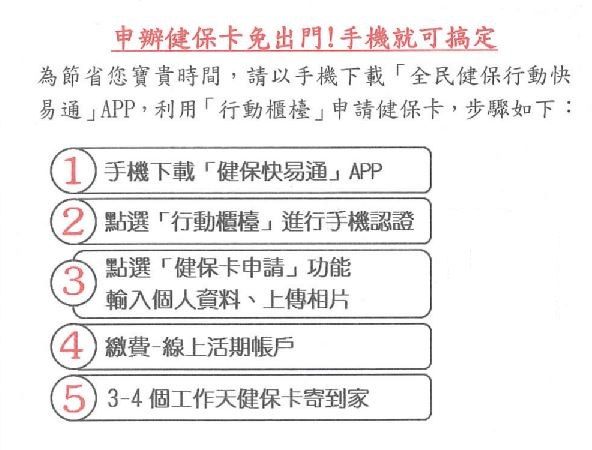 申辦健保卡免出門!手機就可搞定
為節省您寶貴時間,請以手機下載「全民健保行動快
易通」APP,利用「行動櫃檯」申請健保卡,步驟如下:
1 手機下載「健保快易通」APP
2 點選「行動櫃檯」進行手機認證
3 點選「健保卡申請」功能
輸入個人資料、上傳相片
4 繳費-線上活期帳戶
5 3-4 個工作天健保卡寄到家